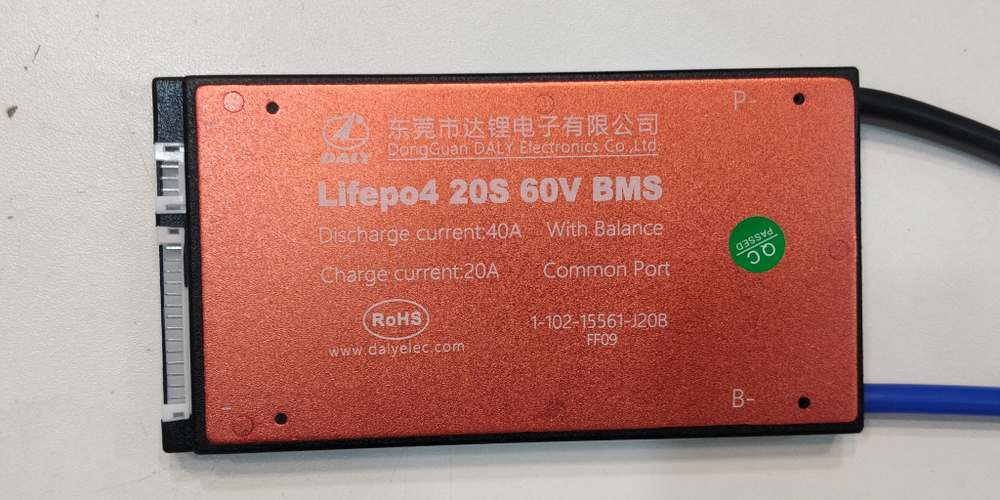 P-
DALY
东莞市达锂电子有限公司
DongGuan DALY Electronics Co.,Ltd.
Lifepo4 20S 60V BMS
Discharge current:40A With Balance
Charge current:20A Common Port
QC
PASSED
RoHS
1-102-15561-J20B
FF09
www.dalyelec.com
B-